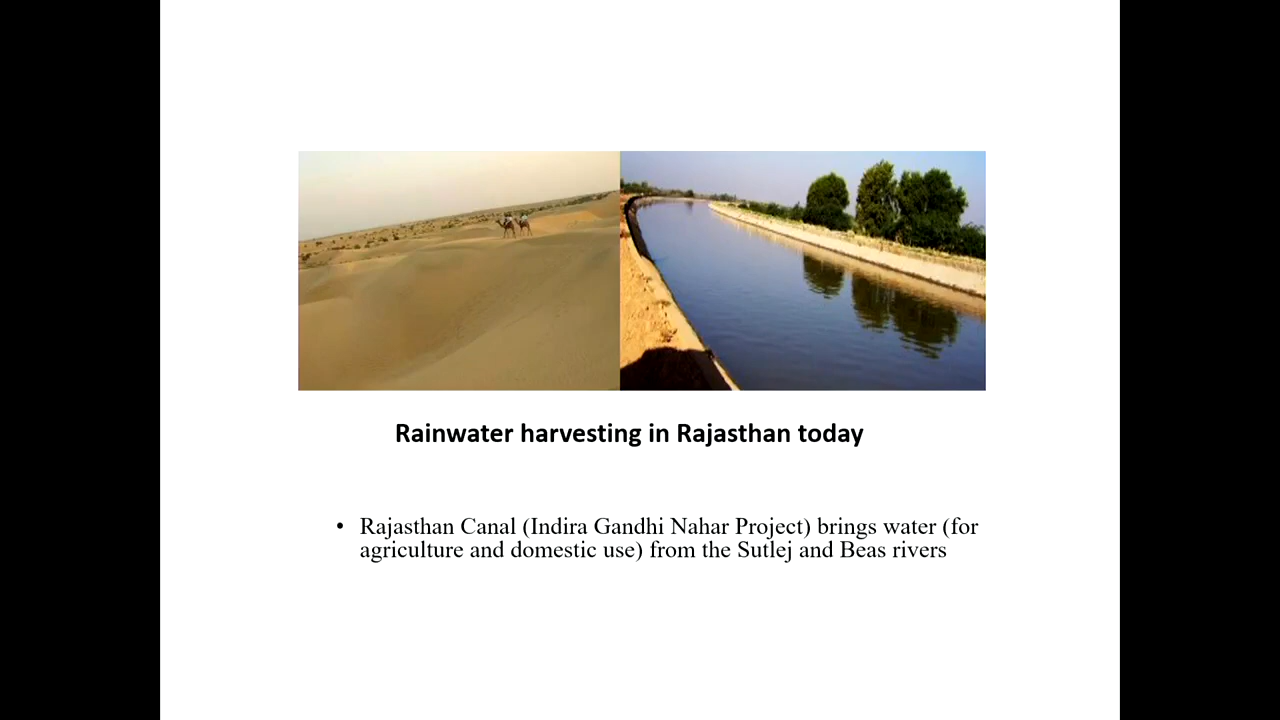 Rainwater harvesting in Rajasthan today
• Rajasthan Canal (Indira Gandhi Nahar Project) brings water (for
agriculture and domestic use) from the Sutlej and Beas rivers